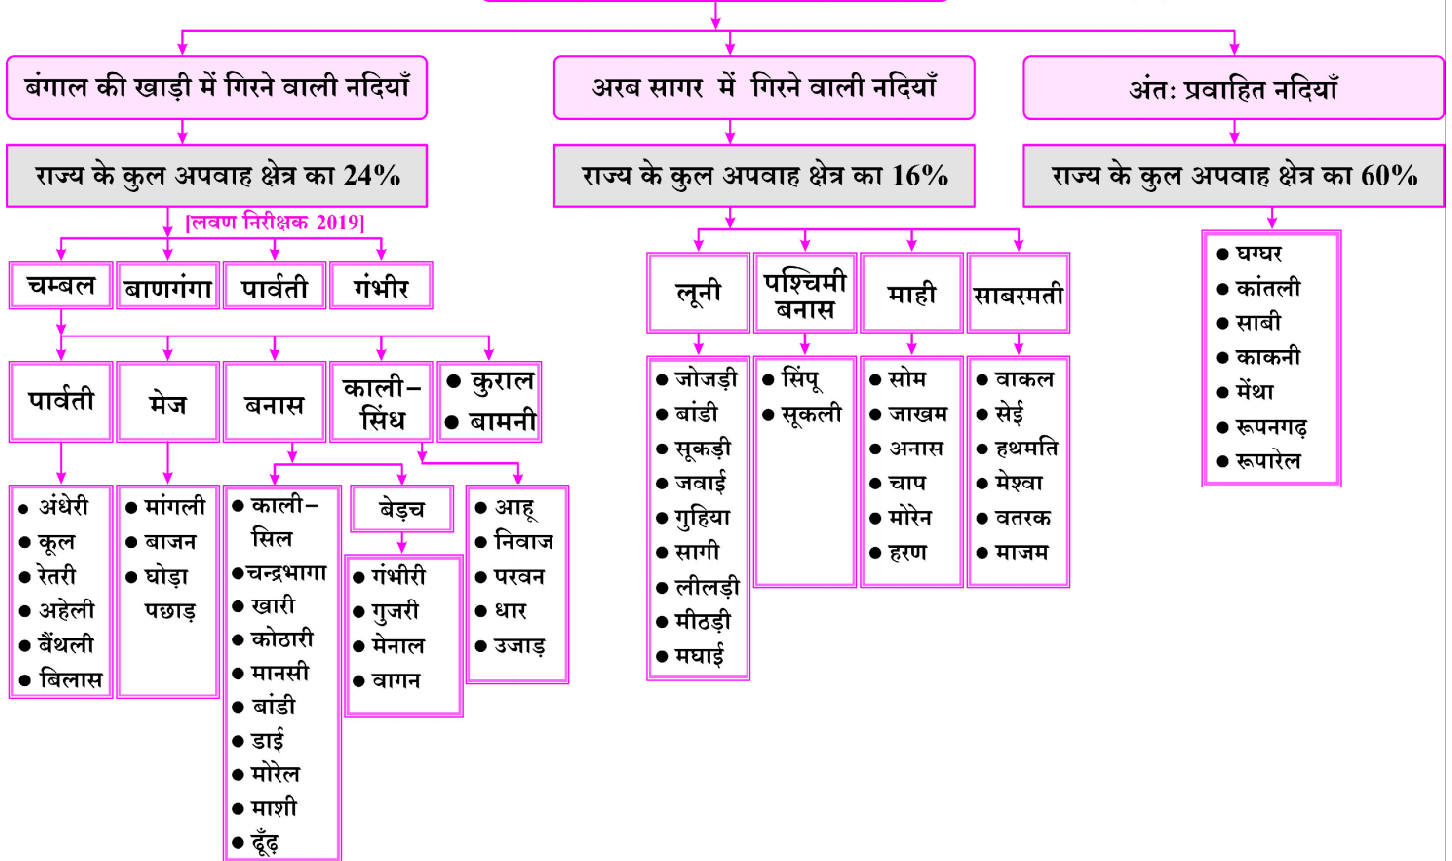 बंगाल की खाड़ी में गिरने वाली नदियाँ
राज्य के कुल अपवाह क्षेत्र का 24%
[लवण निरीक्षक 2019]
चम्बल
बाणगंगा
पार्वती
गंभीर
पार्वती
मेज
बनास
काली–
सिंध
● कुराल
● बामनी
● अंधेरी
● कूल
● रेतरी
● अहेली
● बैंथली
● बिलास
● मांगली
● बाजन
● घोड़ा
पछाड़
● काली–
सिल
●चन्द्रभागा
● खारी
● कोठारी
● मानसी
● बांडी
● डाई
● मोरेल
● माशी
● ढूँढ़
बेड़च
● गंभीरी
● गुजरी
● मेनाल
● वागन
● आहू
● निवाज
● परवन
● धार
● उजाड़
अरब सागर में गिरने वाली नदियाँ
राज्य के कुल अपवाह क्षेत्र का 16%
लूनी
● जोजड़ी
● बांडी
● सूकड़ी
● जवाई
● गुहिया
● सागी
● लीलड़ी
● मीठड़ी
● मघाई
पश्चिमी
बनास
● सिंपू
● सूकली
माही
● सोम
● जाखम
● अनास
● चाप
● मोरेन
● हरण
साबरमती
● वाकल
● सेई
● हथमति
● मेश्वा
● वतरक
● माजम
अंतः प्रवाहित नदियाँ
राज्य के कुल अपवाह क्षेत्र का 60%
● घग्घर
● कांतली
● साबी
● काकनी
● मेंथा
● रूपनगढ़
● रूपारेल